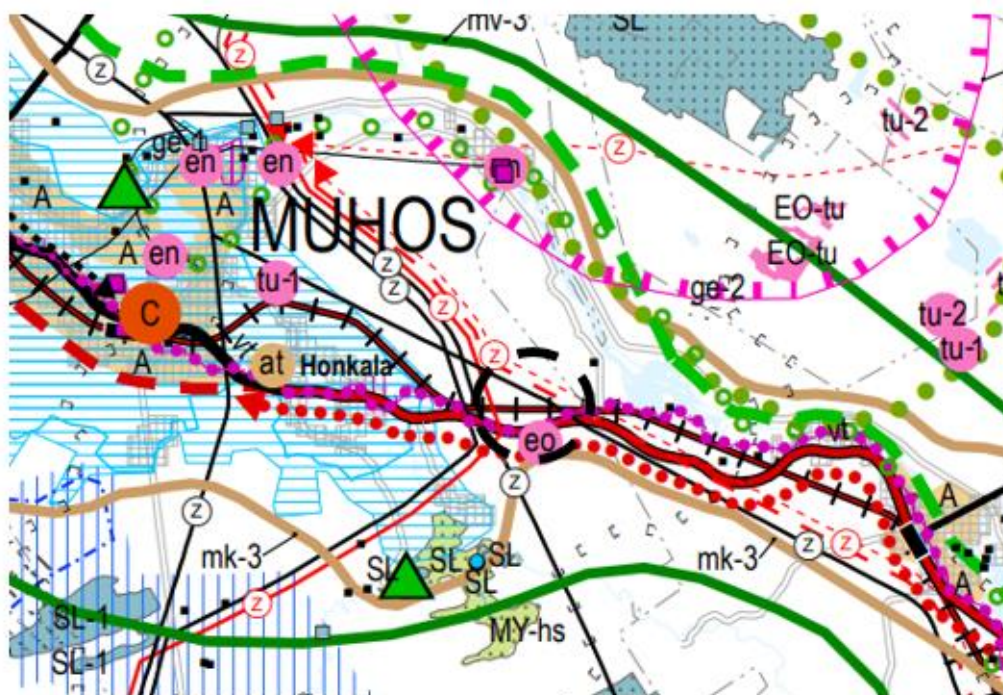 mv-3
SL
z
z
tu-2
z
ge-1
en
en
A
A
MUHOS
EO-tu
A
en
EO-tu
z
tu-1
ge-2
z
z
tu-2
C
tu-1
vt
z
A
at
Honkala
eo
vt
A
z
z
mk-3
mk-3
z
z
SL
SL
SL
SL
A
z
SL-1
MY-hs
SL-1